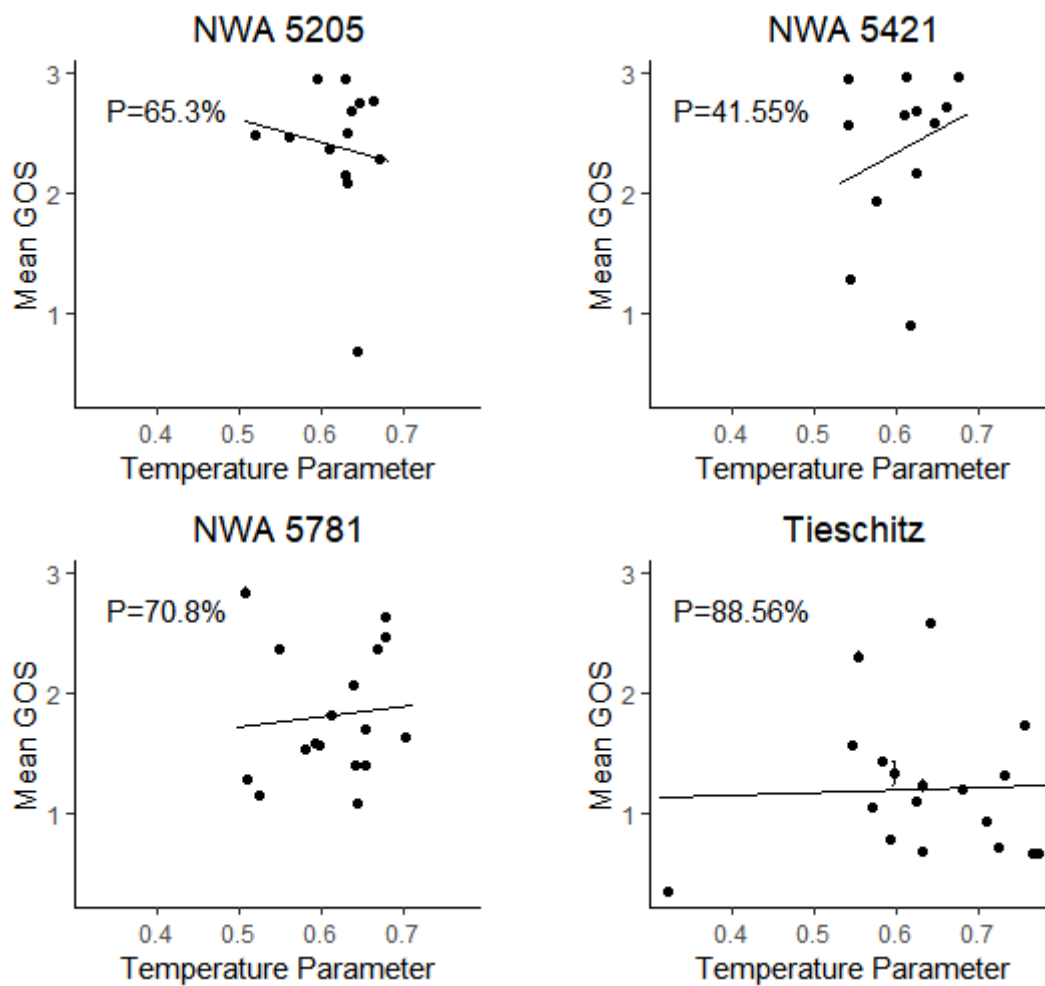 NWA 5205
3
P=65.3%
2
1
Mean GOS
0.4 0.5 0.6 0.7
Temperature Parameter
NWA 5421
3
P=41.55%
2
1
Mean GOS
0.4 0.5 0.6 0.7
Temperature Parameter
NWA 5781
3
P=70.8%
2
1
Mean GOS
0.4 0.5 0.6 0.7
Temperature Parameter
Tieschitz
3
P=88.56%
2
1
Mean GOS
0.4 0.5 0.6 0.7
Temperature Parameter